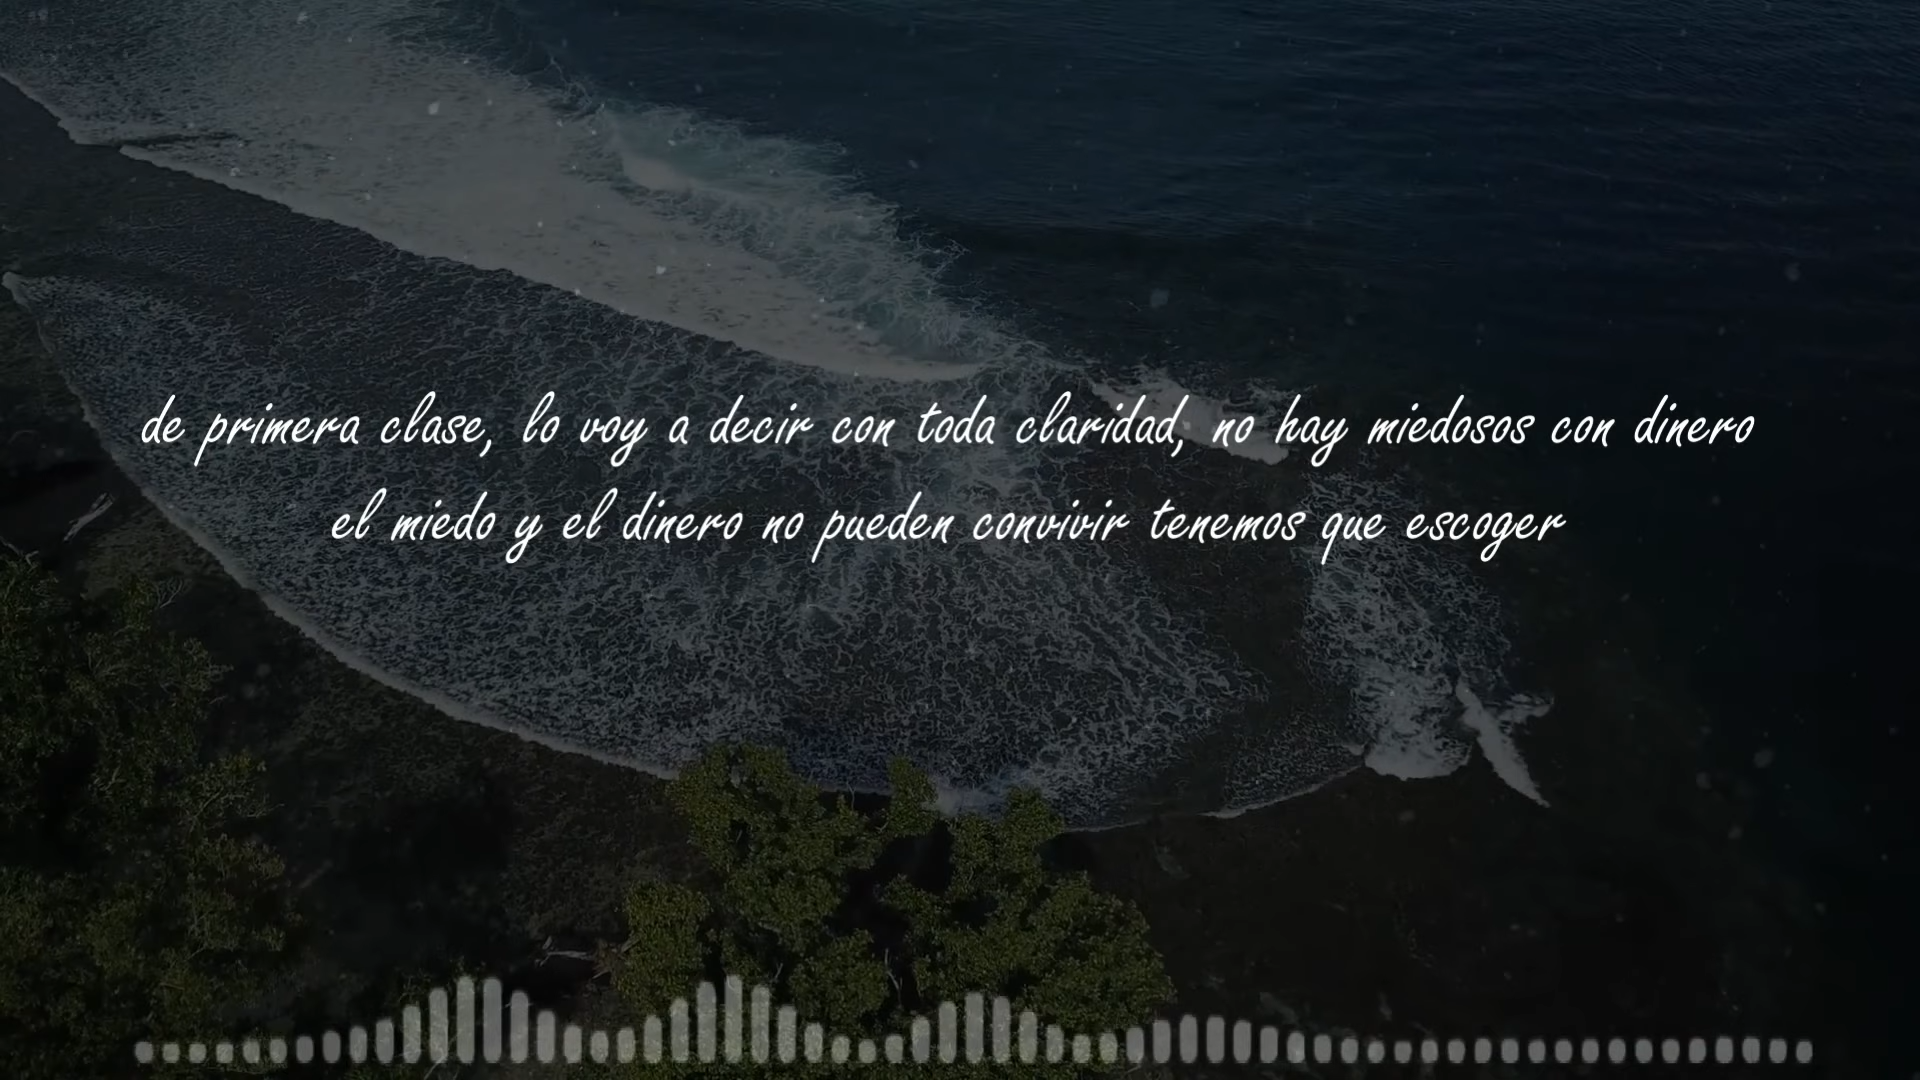 de primera clase, lo voy a decir con toda claridad, no hay miedosos con dinero
el miedo y el dinero no pueden convivir tenemos que escoger